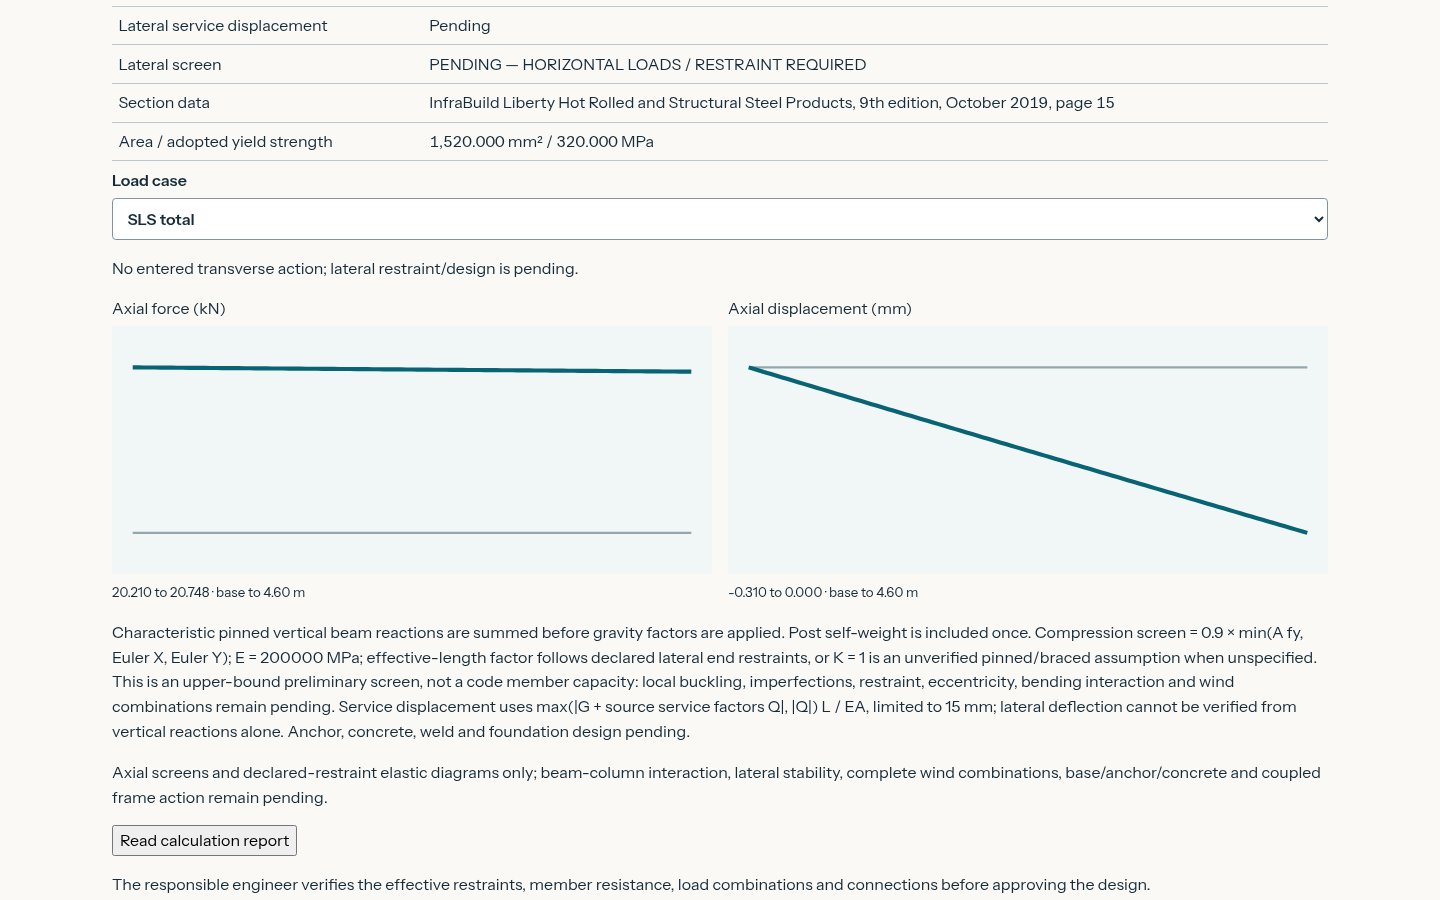 Lateral service displacement Pending
Lateral screen PENDING — HORIZONTAL LOADS / RESTRAINT REQUIRED
Section data InfraBuild Liberty Hot Rolled and Structural Steel Products, 9th edition, October 2019, page 15
Area / adopted yield strength 1,520.000 mm² / 320.000 MPa
Load case
SLS total
No entered transverse action; lateral restraint/design is pending.
Axial force (kN)
Axial displacement (mm)
20.210 to 20.748 · base to 4.60 m
-0.310 to 0.000 · base to 4.60 m
Characteristic pinned vertical beam reactions are summed before gravity factors are applied. Post self-weight is included once. Compression screen = 0.9 × min(A fy,
Euler X, Euler Y); E = 200000 MPa; effective-length factor follows declared lateral end restraints, or K = 1 is an unverified pinned/braced assumption when unspecified.
This is an upper-bound preliminary screen, not a code member capacity: local buckling, imperfections, restraint, eccentricity, bending interaction and wind
combinations remain pending. Service displacement uses max(|G + source service factors Q|, |Q|) L / EA, limited to 15 mm; lateral deflection cannot be verified from
vertical reactions alone. Anchor, concrete, weld and foundation design pending.
Axial screens and declared-restraint elastic diagrams only; beam-column interaction, lateral stability, complete wind combinations, base/anchor/concrete and coupled
frame action remain pending.
Read calculation report
The responsible engineer verifies the effective restraints, member resistance, load combinations and connections before approving the design.